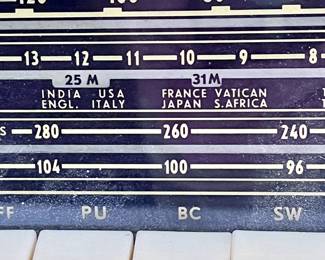 13 12 11 10 9 8
25 M 31M
INDIA USA FRANCE VATICAN
ENGL. ITALY JAPAN S.AFRICA
280 260 240
104 100 96
PU BC SW